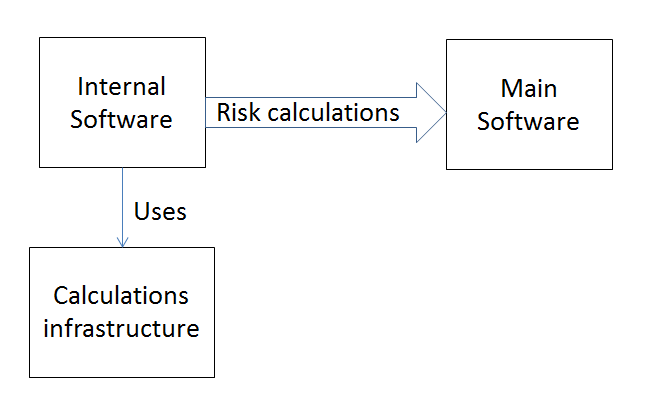 Internal
Software
Risk calculations
Main
Software
Uses
Calculations
infrastructure